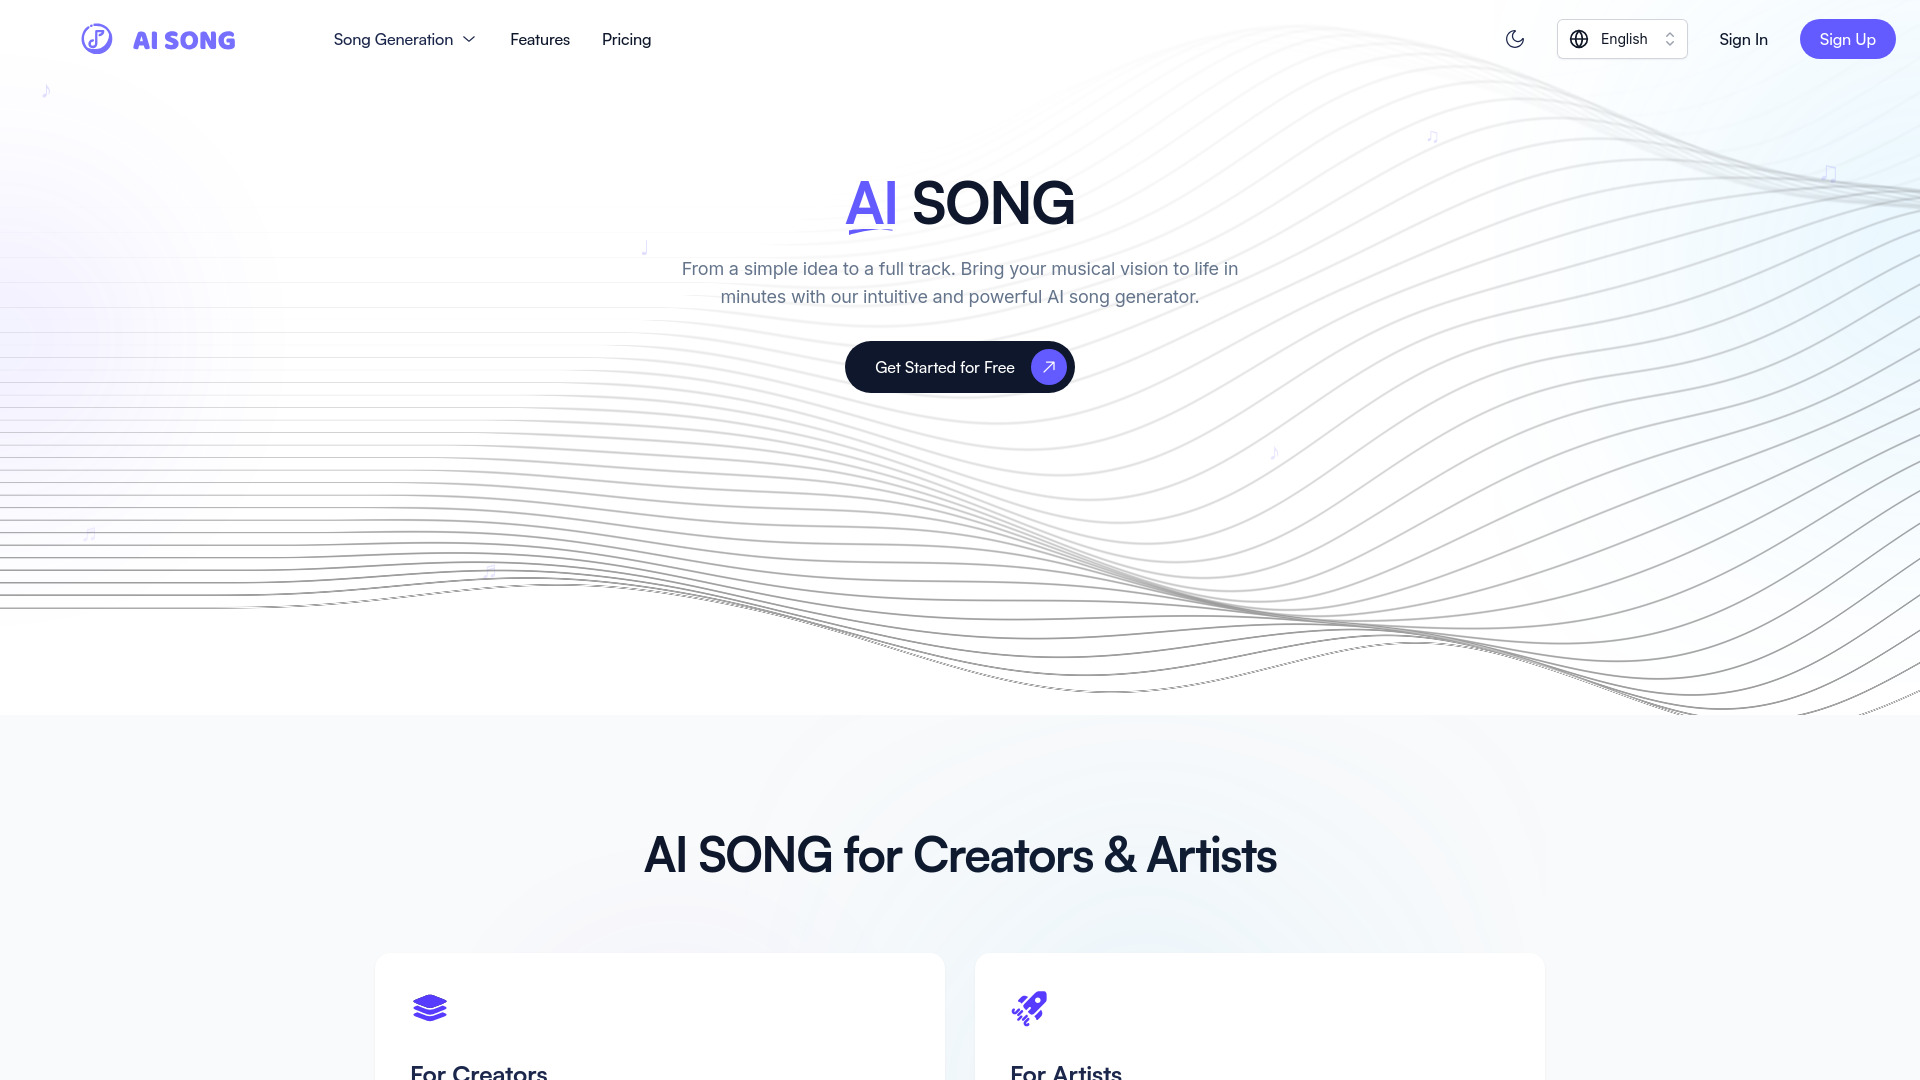 AI SONG
Song Generation
Features
Pricing
English
Sign In
Sign Up
AI SONG
From a simple idea to a full track. Bring your musical vision to life in
minutes with our intuitive and powerful AI song generator.
Get Started for Free
AI SONG for Creators & Artists
For Creators
For Artists